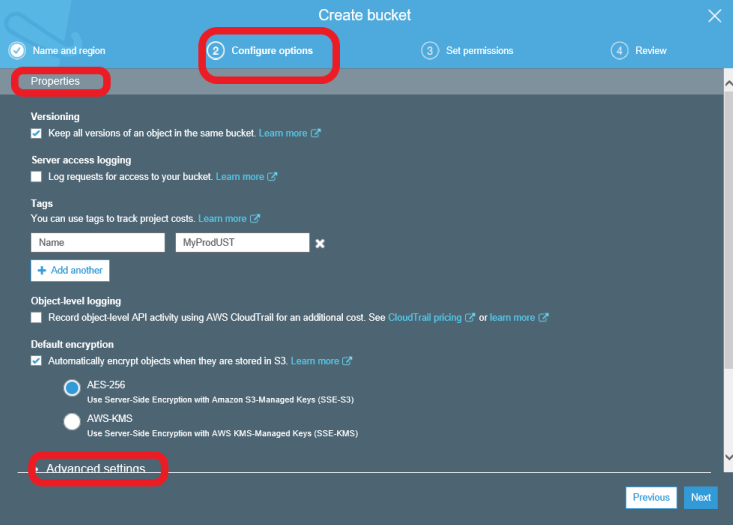 Create bucket
Name and region
2 Configure options
3 Set permissions
4 Review
Properties
Versioning
Keep all versions of an object in the same bucket. Learn more
Server access logging
Log requests for access to your bucket. Learn more
Tags
You can use tags to track project costs. Learn more
Name MyProdUST
+ Add another
Object-level logging
Record object-level API activity using AWS CloudTrail for an additional cost. See CloudTrail pricing or learn more
Default encryption
Automatically encrypt objects when they are stored in S3. Learn more
AES-256
Use Server-Side Encryption with Amazon S3-Managed Keys (SSE-S3)
AWS-KMS
Use Server-Side Encryption with AWS KMS-Managed Keys (SSE-KMS)
Advanced settings
Previous Next